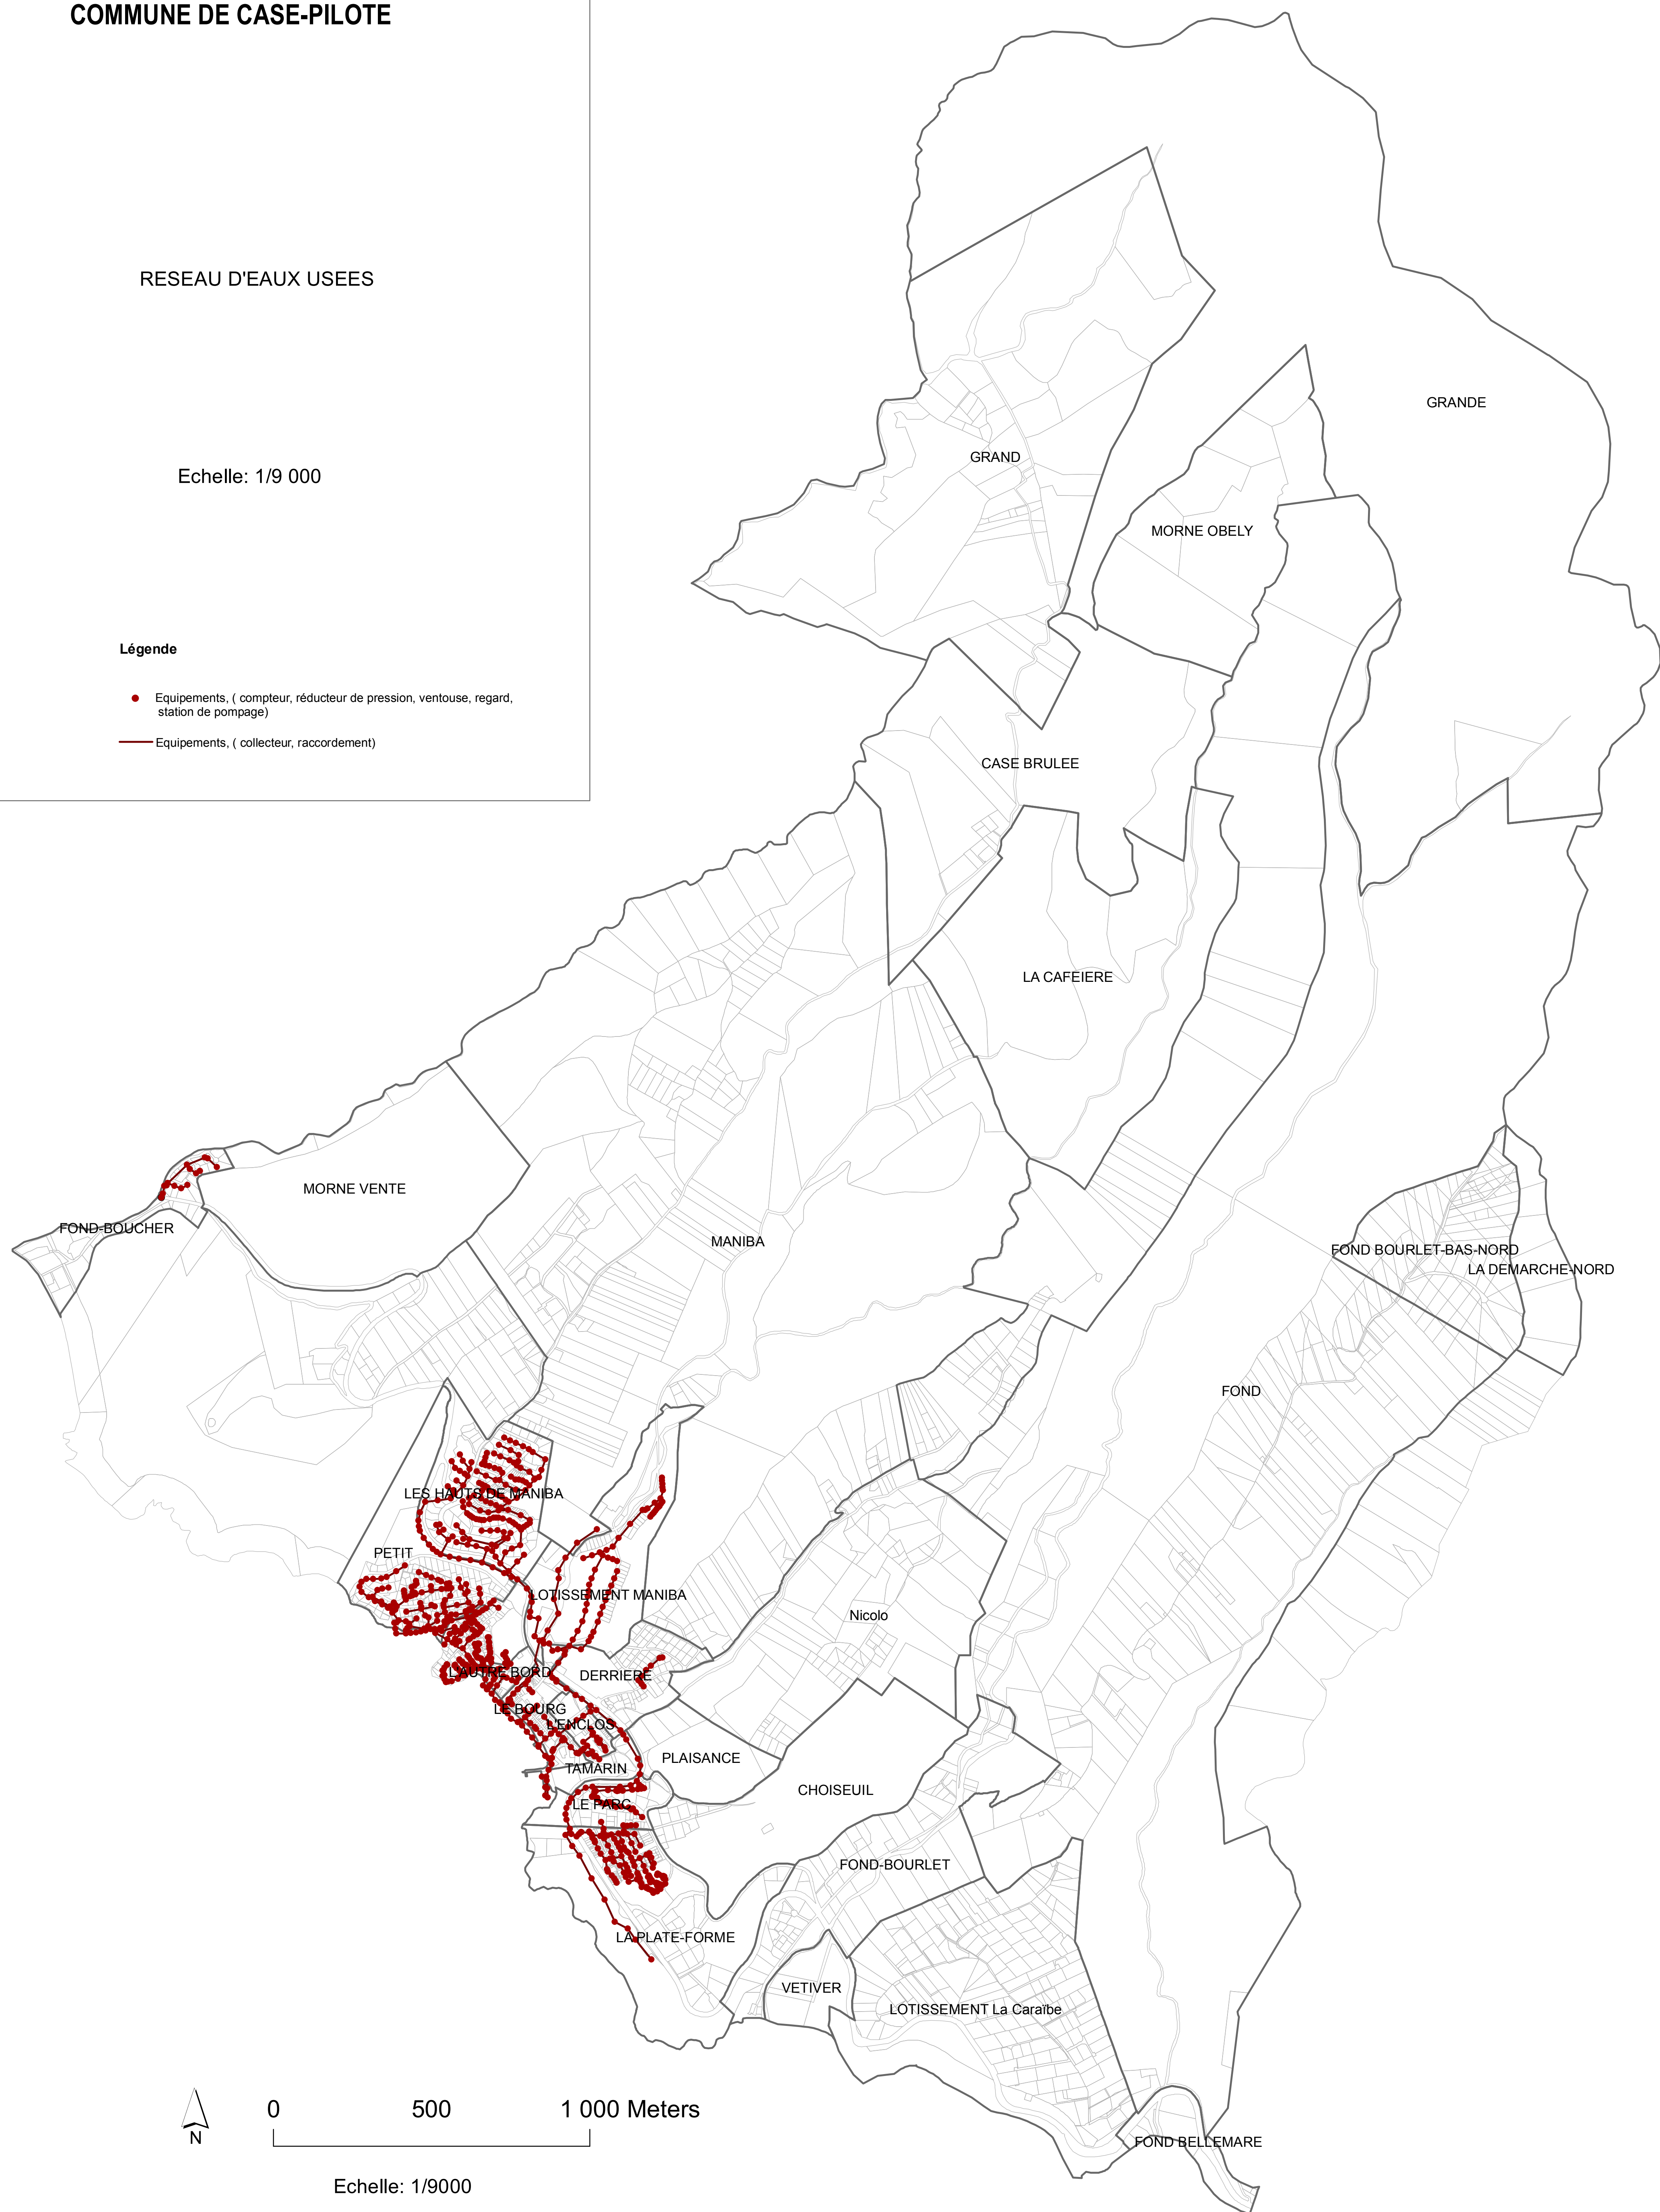 COMMUNE DE CASE-PILOTE
RESEAU D'EAUX USEES
Echelle: 1/9 000
Légende
Equipements, ( compteur, réducteur de pression, ventouse, regard,
station de pompage)
Equipements, ( collecteur, raccordement)
GRANDE
GRAND
MORNE OBELY
CASE BRULEE
LA CAFEIERE
MORNE VENTE
FOND-BOUCHER
MANIBA
FOND BOURLET-BAS-NORD
LA DEMARCHE-NORD
FOND
LES HAUTS DE MANIBA
PETIT
LOTISSEMENT MANIBA
Nicolo
L'AUTRE BORD
DERRIERE
LE BOURG
L'ENCLOS
PLAISANCE
TAMARIN
CHOISEUIL
LE PARC
FOND-BOURLET
LA PLATE-FORME
VETIVER
LOTISSEMENT La Caraïbe
FOND BELLEMARE
N
0 500 1 000 Meters
Echelle: 1/9000